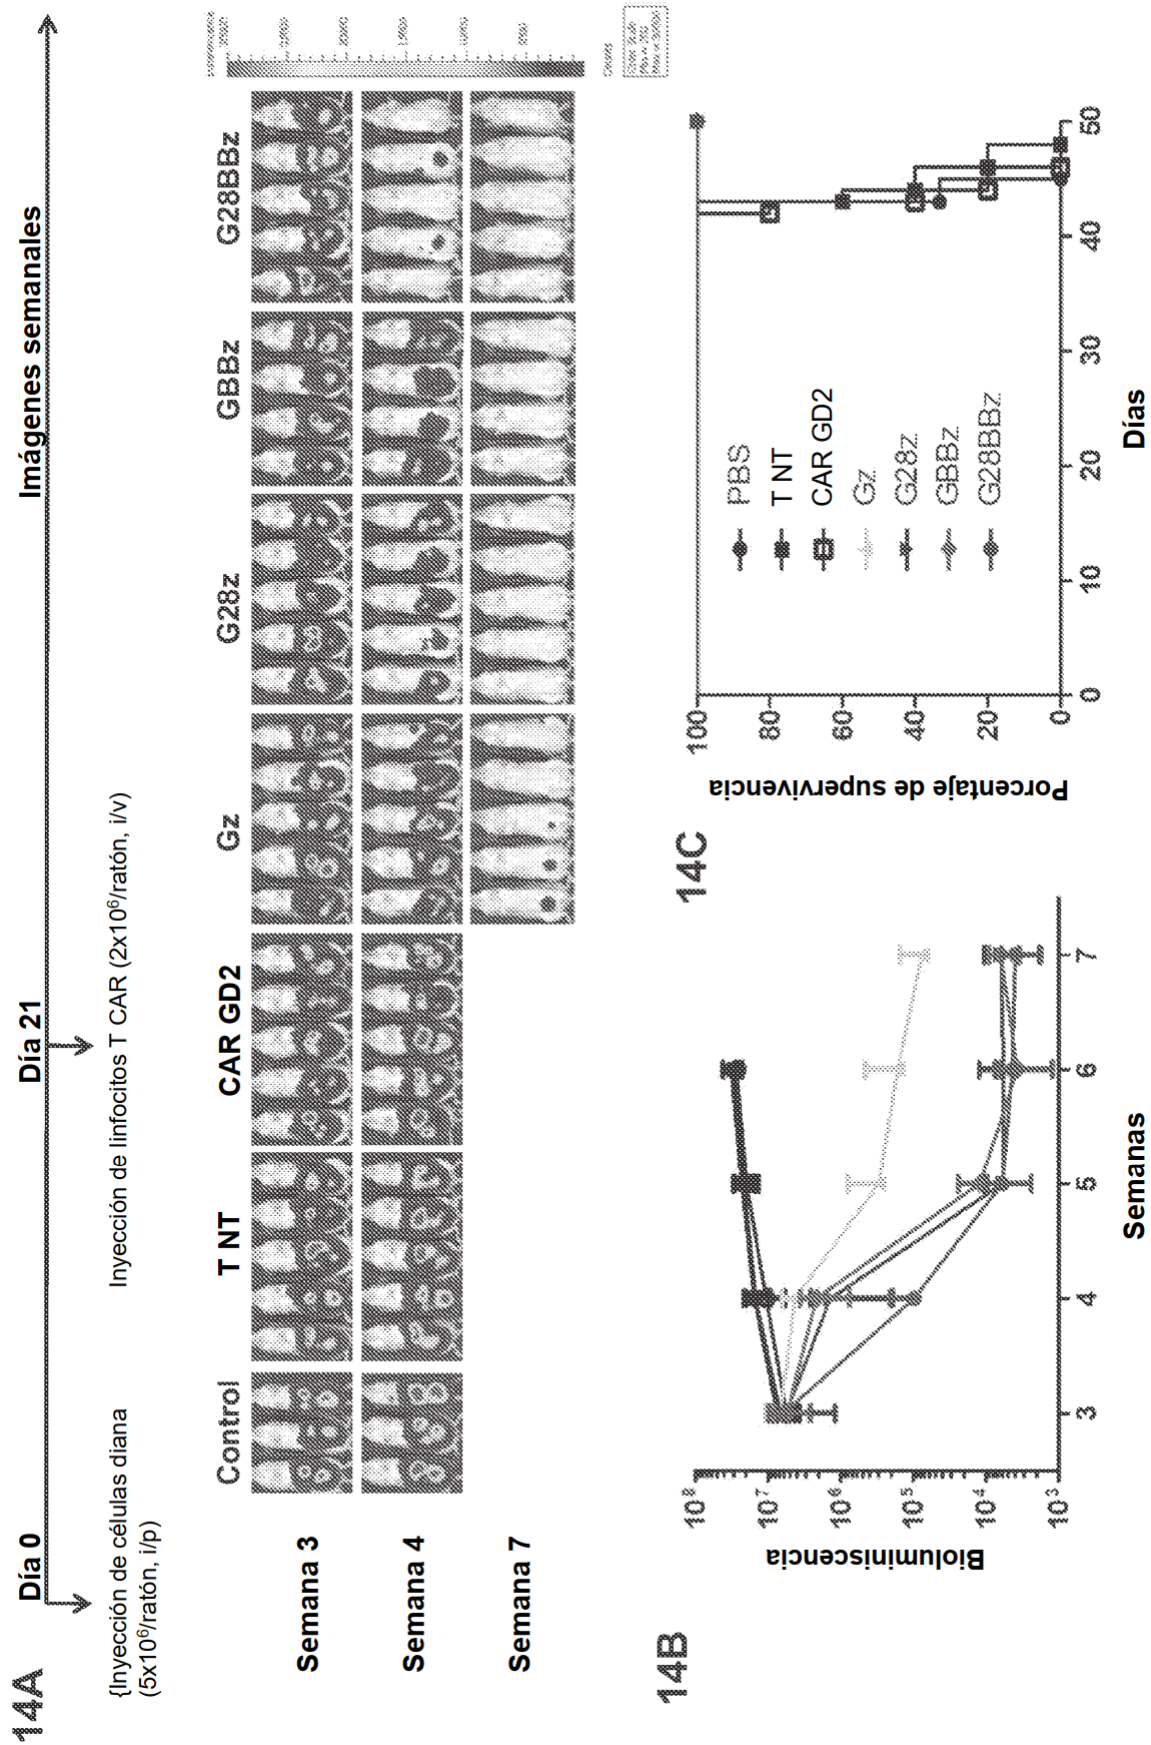 14A
Día 0
Día 21
Imágenes semanales
{Inyección de células diana
(5x10⁶/ratón, i/p)
Inyección de linfocitos T CAR (2x10⁶/ratón, i/v)
Control
T NT
CAR GD2
Gz
G28z
GBBz
G28BBz
Semana 3
Semana 4
Semana 7
14B
Bioluminiscencia
10⁸
10⁷
10⁶
10⁵
10⁴
10³
3
4
5
6
7
Semanas
14C
Porcentaje de supervivencia
100
80
60
40
20
0
PBS
T NT
CAR GD2
Gz
G28z
GBBz
G28BBz
0
10
20
30
40
50
Días